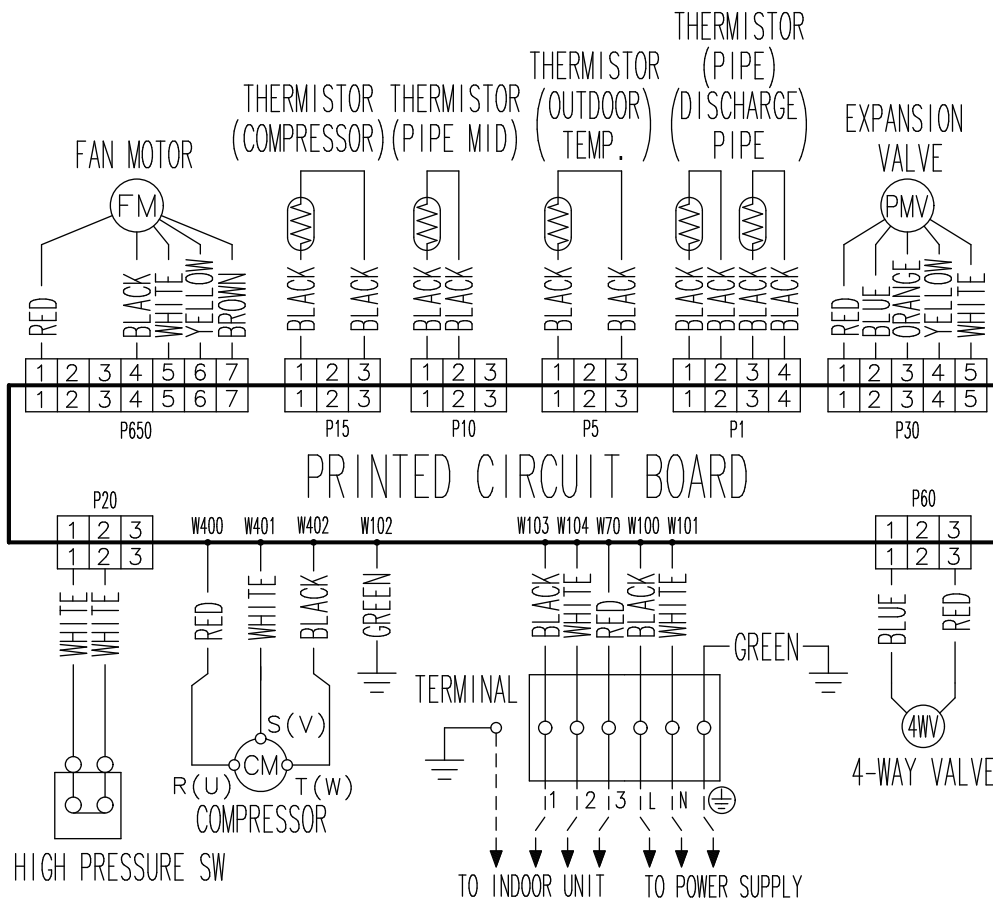 THERMISTOR
(PIPE)
(DISCHARGE)
PIPE
THERMISTOR
(OUTDOOR)
TEMP.
THERMISTOR
(COMPRESSOR)
THERMISTOR
(PIPE MID)
EXPANSION
VALVE
FAN MOTOR
FM
PMV
RED BLACK WHITE YELLOW BROWN
BLACK BLACK
BLACK BLACK
BLACK BLACK
BLACK BLACK BLACK BLACK
RED BLUE ORANGE YELLOW WHITE
1 2 3 4 5 6 7
1 2 3
1 2 3
1 2 3
1 2 3 4
1 2 3 4 5
1 2 3 4 5 6 7
1 2 3
1 2 3
1 2 3
1 2 3 4
1 2 3 4 5
P650 P15 P10 P5 P1 P30
PRINTED CIRCUIT BOARD
P20
P60
1 2 3
W400 W401 W402 W102 W103 W104 W70 W100 W101
1 2 3
1 2 3
1 2 3
WHITE WHITE
RED WHITE BLACK GREEN
BLACK WHITE RED BLACK WHITE
BLUE RED
GREEN
TERMINAL
S(V)
4WV
CM
R(U) T(W)
COMPRESSOR
1 2 3 L N
4-WAY VALVE
HIGH PRESSURE SW
TO INDOOR UNIT
TO POWER SUPPLY